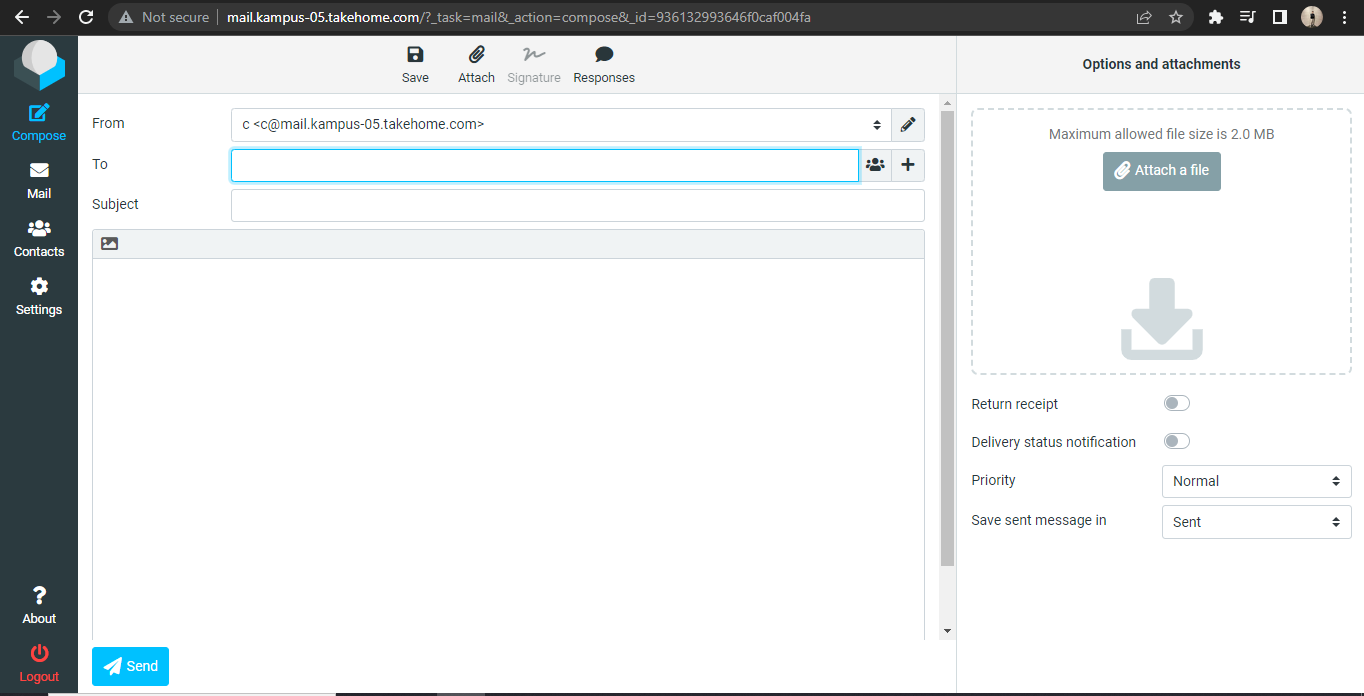 Not secure
mail.kampus-05.takehome.com/?_task=mail&_action=compose&_id=936132993646f0caf004fa
Compose
Mail
Contacts
Settings
About
Logout
Save
Attach
Signature
Responses
From
c <c@mail.kampus-05.takehome.com>
To
Subject
Send
Options and attachments
Maximum allowed file size is 2.0 MB
Attach a file
Return receipt
Delivery status notification
Priority
Normal
Save sent message in
Sent